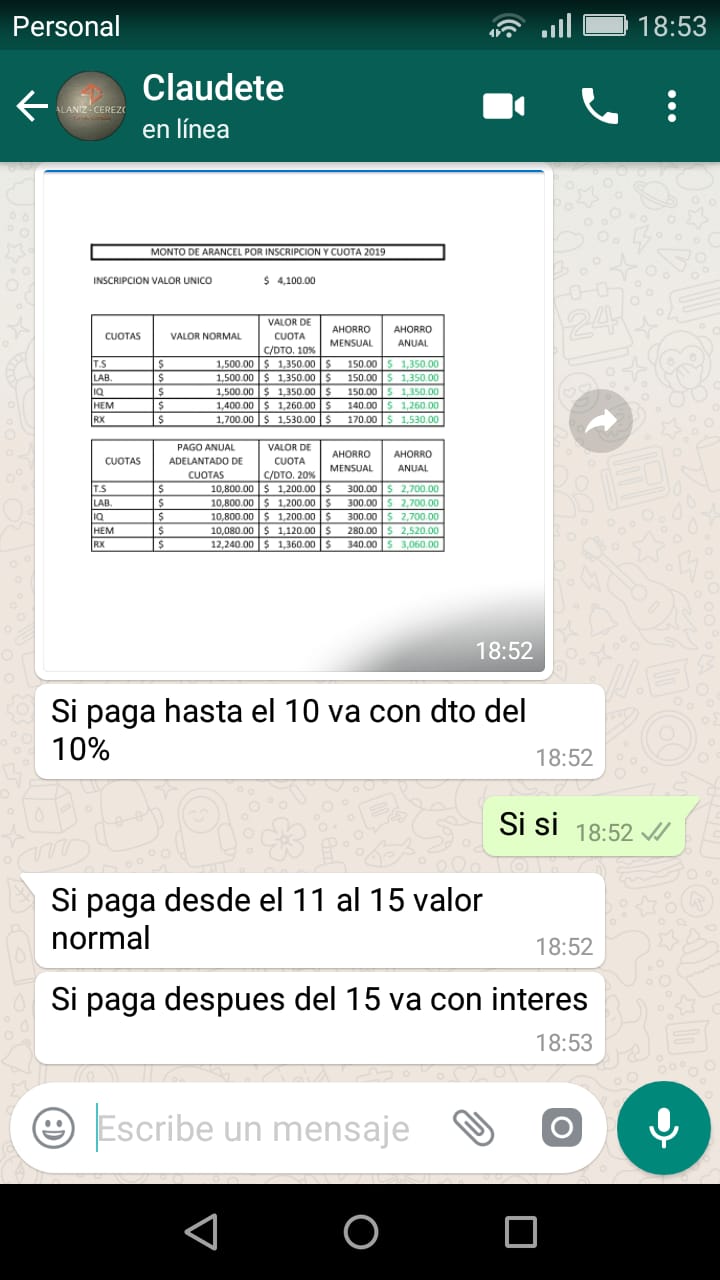 Personal 18:53
ALANIZ-CEREZO
Claudete
en línea
MONTO DE ARANCEL POR INSCRIPCION Y CUOTA 2019
INSCRIPCION VALOR UNICO $ 4,100.00
CUOTAS VALOR NORMAL VALOR DE CUOTA C/DTO. 10% AHORRO MENSUAL AHORRO ANUAL
T.S $ 1,500.00 $ 1,350.00 $ 150.00 $ 1,350.00
LAB. $ 1,500.00 $ 1,350.00 $ 150.00 $ 1,350.00
IQ $ 1,500.00 $ 1,350.00 $ 150.00 $ 1,350.00
HEM $ 1,400.00 $ 1,260.00 $ 140.00 $ 1,260.00
RX $ 1,700.00 $ 1,530.00 $ 170.00 $ 1,530.00
CUOTAS PAGO ANUAL ADELANTADO DE CUOTAS VALOR DE CUOTA C/DTO. 20% AHORRO MENSUAL AHORRO ANUAL
T.S $ 10,800.00 $ 1,200.00 $ 300.00 $ 2,700.00
LAB. $ 10,800.00 $ 1,200.00 $ 300.00 $ 2,700.00
IQ $ 10,800.00 $ 1,200.00 $ 300.00 $ 2,700.00
HEM $ 10,080.00 $ 1,120.00 $ 280.00 $ 2,520.00
RX $ 12,240.00 $ 1,360.00 $ 340.00 $ 3,060.00
18:52
Si paga hasta el 10 va con dto del
10% 18:52
Si si 18:52
Si paga desde el 11 al 15 valor
normal 18:52
Si paga despues del 15 va con interes
18:53
Escribe un mensaje